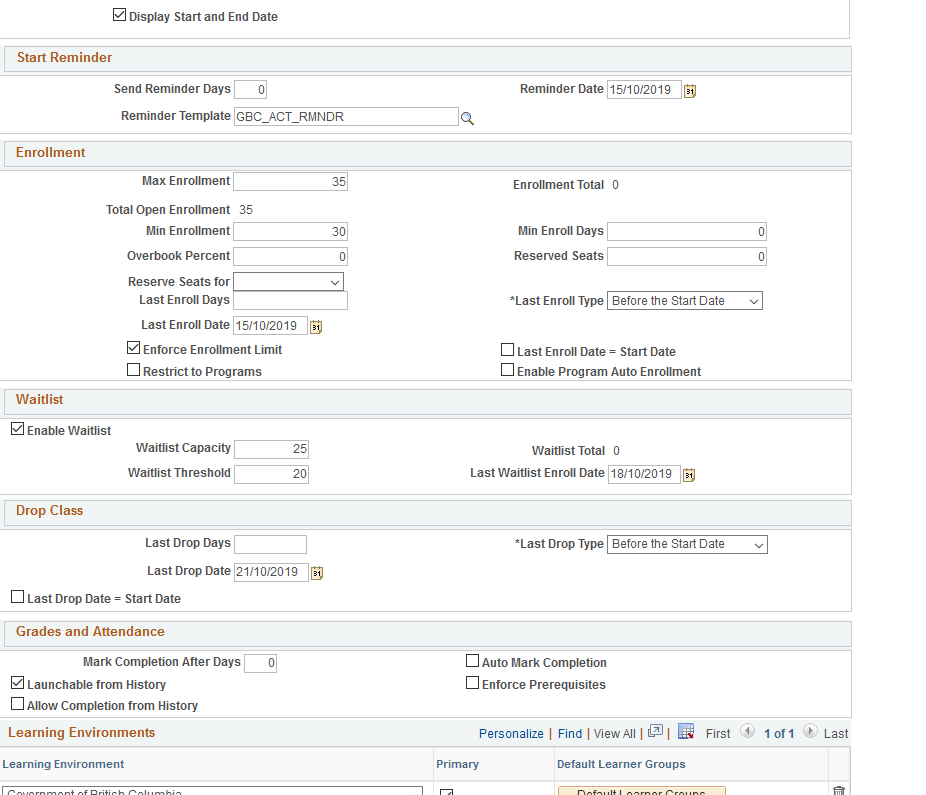 Display Start and End Date
Start Reminder
Send Reminder Days 0 Reminder Date 15/10/2019
Reminder Template GBC_ACT_RMNDR
Enrollment
Max Enrollment 35 Enrollment Total 0
Total Open Enrollment 35
Min Enrollment 30 Min Enroll Days 0
Overbook Percent 0 Reserved Seats 0
Reserve Seats for
Last Enroll Days *Last Enroll Type Before the Start Date
Last Enroll Date 15/10/2019
Enforce Enrollment Limit Last Enroll Date = Start Date
Restrict to Programs Enable Program Auto Enrollment
Waitlist
Enable Waitlist
Waitlist Capacity 25 Waitlist Total 0
Waitlist Threshold 20 Last Waitlist Enroll Date 18/10/2019
Drop Class
Last Drop Days *Last Drop Type Before the Start Date
Last Drop Date 21/10/2019
Last Drop Date = Start Date
Grades and Attendance
Mark Completion After Days 0 Auto Mark Completion
Launchable from History Enforce Prerequisites
Allow Completion from History
Learning Environments Personalize | Find | View All | | First 1 of 1 Last
Learning Environment Primary Default Learner Groups
Government of British Columbia Default Learner Groups